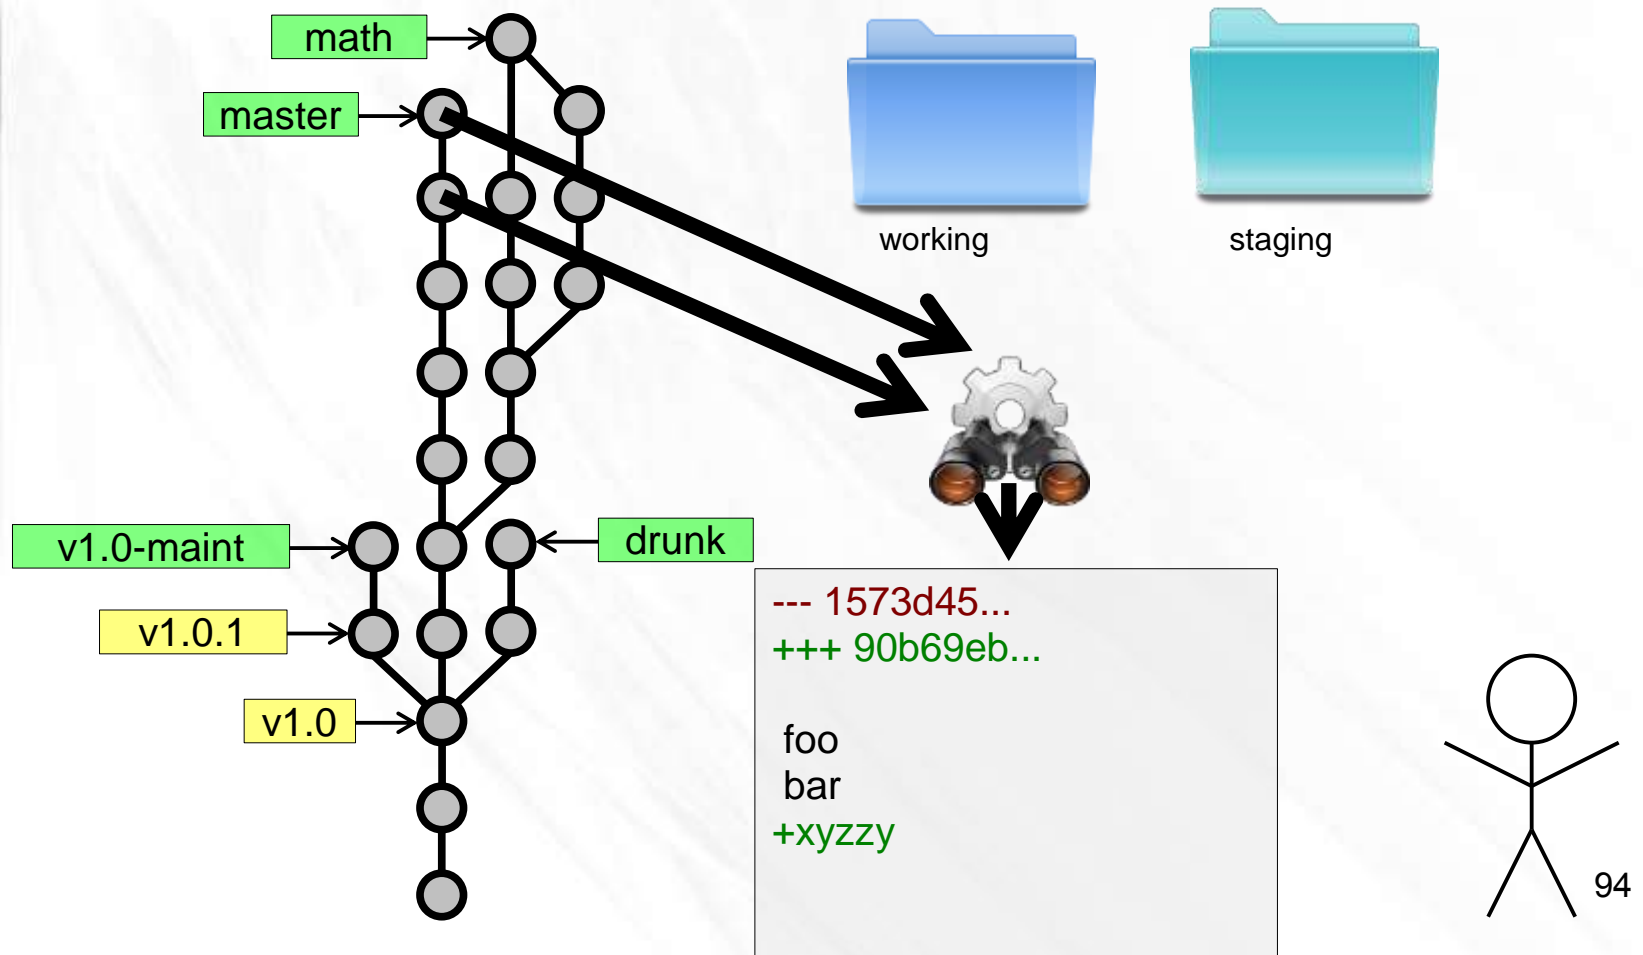 math
master
working
staging
v1.0-maint
drunk
v1.0.1
v1.0
--- 1573d45...
+++ 90b69eb...
foo
bar
+xyzzy
94